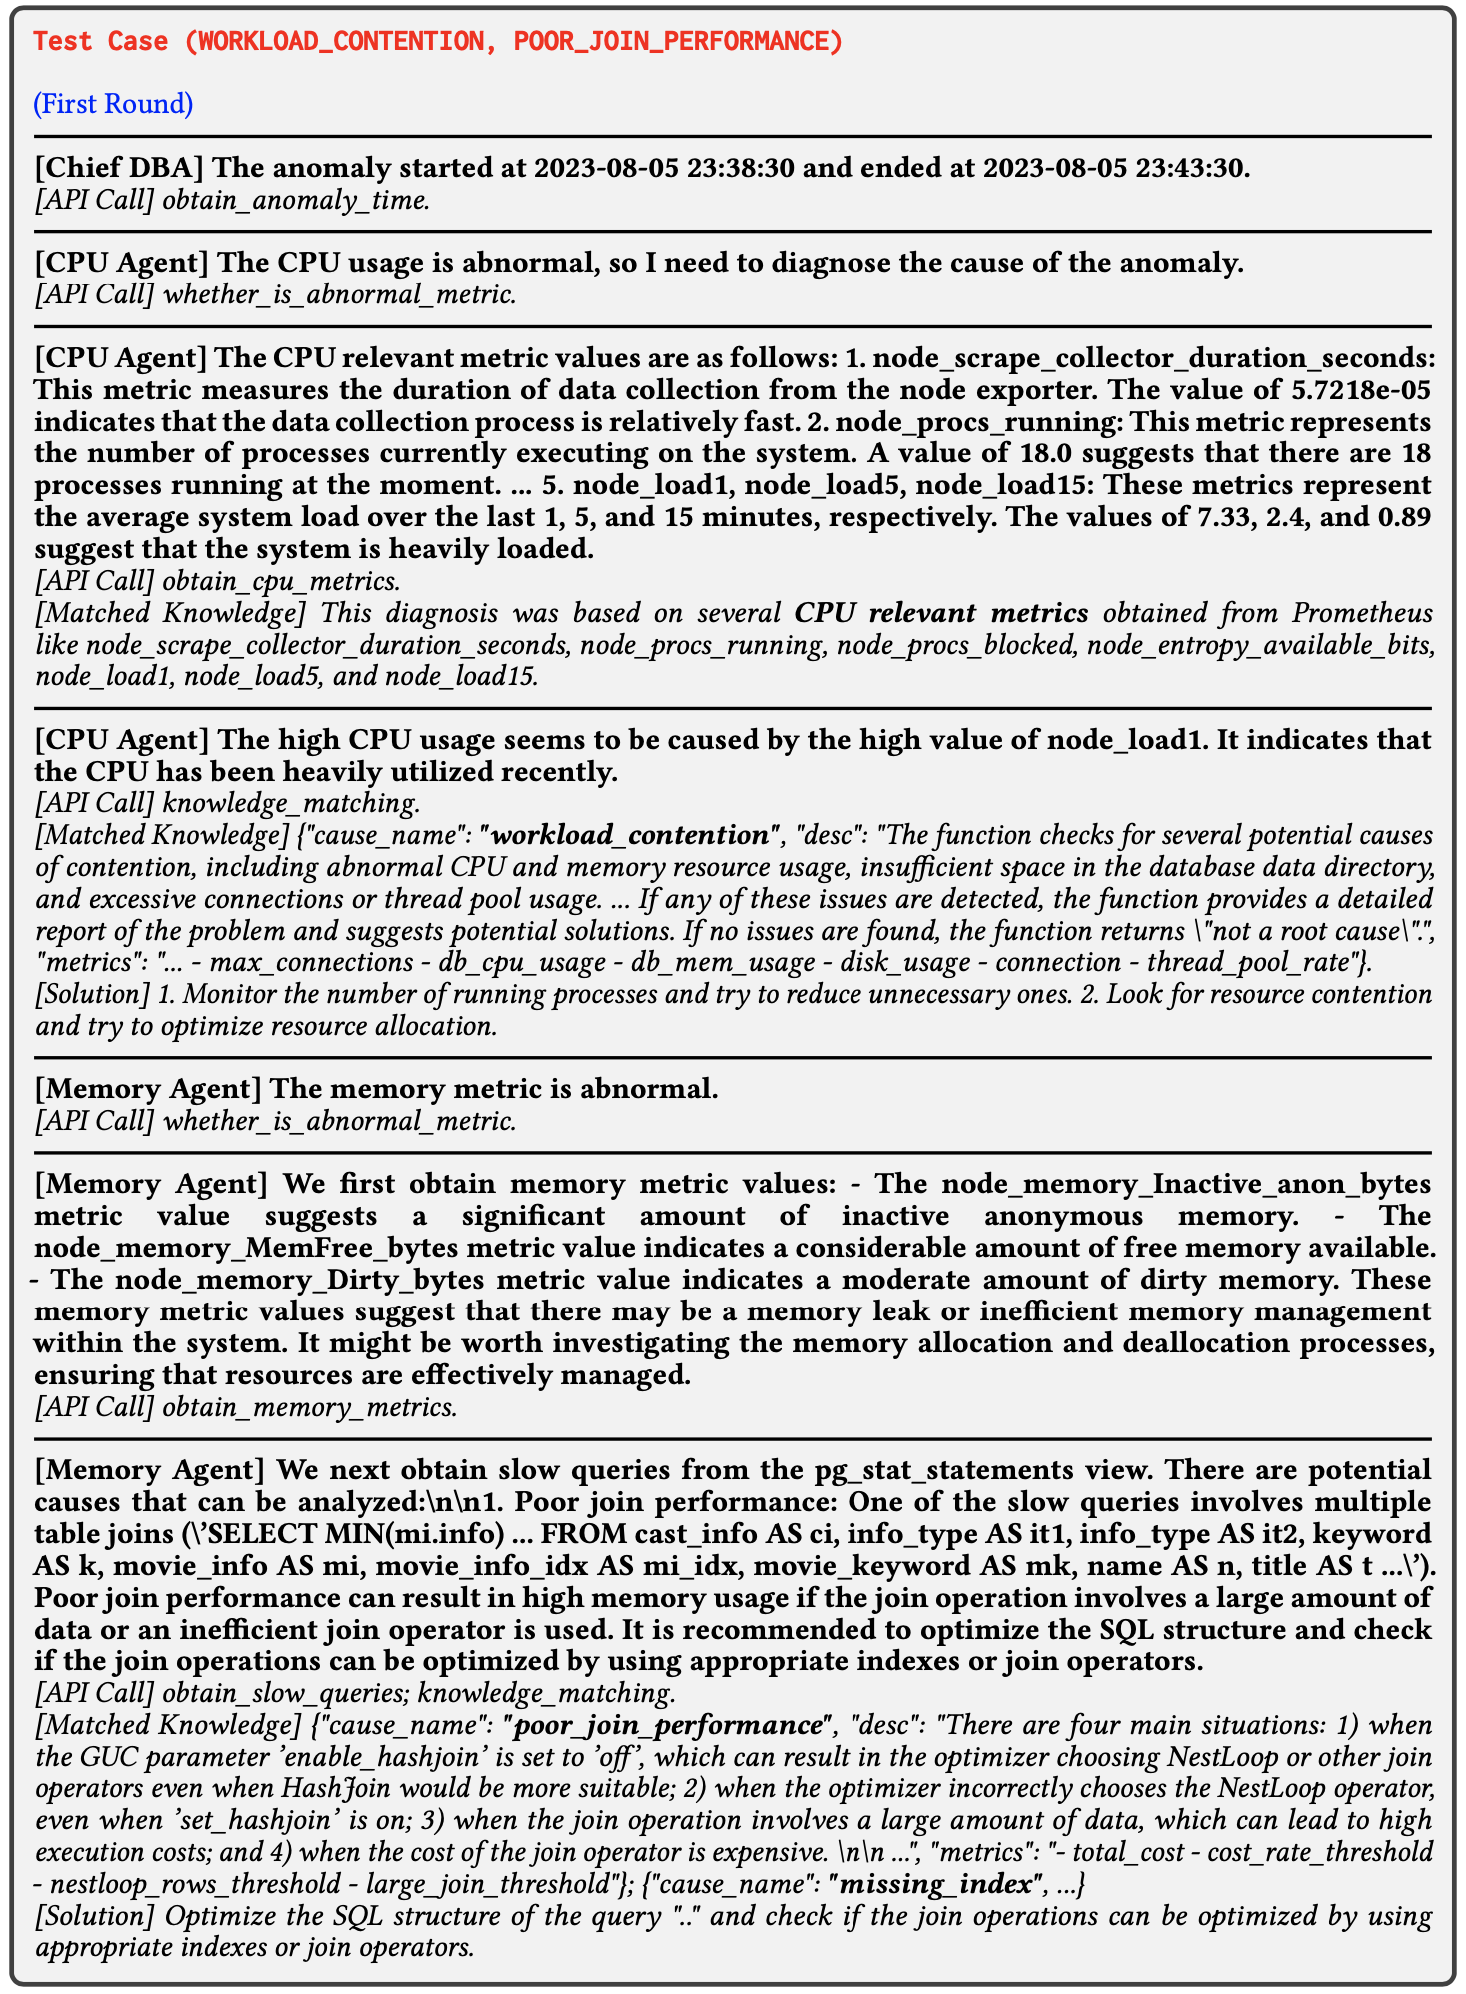 Test Case (WORKLOAD_CONTENTION, POOR_JOIN_PERFORMANCE)
(First Round)
[Chief DBA] The anomaly started at 2023-08-05 23:38:30 and ended at 2023-08-05 23:43:30.
[API Call] obtain_anomaly_time.
[CPU Agent] The CPU usage is abnormal, so I need to diagnose the cause of the anomaly.
[API Call] whether_is_abnormal_metric.
[CPU Agent] The CPU relevant metric values are as follows: 1. node_scrape_collector_duration_seconds:
This metric measures the duration of data collection from the node exporter. The value of 5.7218e-05
indicates that the data collection process is relatively fast. 2. node_procs_running: This metric represents
the number of processes currently executing on the system. A value of 18.0 suggests that there are 18
processes running at the moment. ... 5. node_load1, node_load5, node_load15: These metrics represent
the average system load over the last 1, 5, and 15 minutes, respectively. The values of 7.33, 2.4, and 0.89
suggest that the system is heavily loaded.
[API Call] obtain_cpu_metrics.
[Matched Knowledge] This diagnosis was based on several CPU relevant metrics obtained from Prometheus
like node_scrape_collector_duration_seconds, node_procs_running, node_procs_blocked, node_entropy_available_bits,
node_load1, node_load5, and node_load15.
[CPU Agent] The high CPU usage seems to be caused by the high value of node_load1. It indicates that
the CPU has been heavily utilized recently.
[API Call] knowledge_matching.
[Matched Knowledge] {"cause_name": "workload_contention", "desc": "The function checks for several potential causes
of contention, including abnormal CPU and memory resource usage, insufficient space in the database data directory,
and excessive connections or thread pool usage. ... If any of these issues are detected, the function provides a detailed
report of the problem and suggests potential solutions. If no issues are found, the function returns \"not a root cause\".",
"metrics": "... - max_connections - db_cpu_usage - db_mem_usage - disk_usage - connection - thread_pool_rate"}.
[Solution] 1. Monitor the number of running processes and try to reduce unnecessary ones. 2. Look for resource contention
and try to optimize resource allocation.
[Memory Agent] The memory metric is abnormal.
[API Call] whether_is_abnormal_metric.
[Memory Agent] We first obtain memory metric values: - The node_memory_Inactive_anon_bytes
metric value suggests a significant amount of inactive anonymous memory. - The
node_memory_MemFree_bytes metric value indicates a considerable amount of free memory available.
- The node_memory_Dirty_bytes metric value indicates a moderate amount of dirty memory. These
memory metric values suggest that there may be a memory leak or inefficient memory management
within the system. It might be worth investigating the memory allocation and deallocation processes,
ensuring that resources are effectively managed.
[API Call] obtain_memory_metrics.
[Memory Agent] We next obtain slow queries from the pg_stat_statements view. There are potential
causes that can be analyzed:\n\n1. Poor join performance: One of the slow queries involves multiple
table joins (\'SELECT MIN(mi.info) ... FROM cast_info AS ci, info_type AS it1, info_type AS it2, keyword
AS k, movie_info AS mi, movie_info_idx AS mi_idx, movie_keyword AS mk, name AS n, title AS t ...\').
Poor join performance can result in high memory usage if the join operation involves a large amount of
data or an inefficient join operator is used. It is recommended to optimize the SQL structure and check
if the join operations can be optimized by using appropriate indexes or join operators.
[API Call] obtain_slow_queries; knowledge_matching.
[Matched Knowledge] {"cause_name": "poor_join_performance", "desc": "There are four main situations: 1) when
the GUC parameter 'enable_hashjoin' is set to 'off', which can result in the optimizer choosing NestLoop or other join
operators even when HashJoin would be more suitable; 2) when the optimizer incorrectly chooses the NestLoop operator,
even when 'set_hashjoin' is on; 3) when the join operation involves a large amount of data, which can lead to high
execution costs; and 4) when the cost of the join operator is expensive. \n\n ...", "metrics": "- total_cost - cost_rate_threshold
- nestloop_rows_threshold - large_join_threshold"}; {"cause_name": "missing_index", ...}
[Solution] Optimize the SQL structure of the query ".." and check if the join operations can be optimized by using
appropriate indexes or join operators.